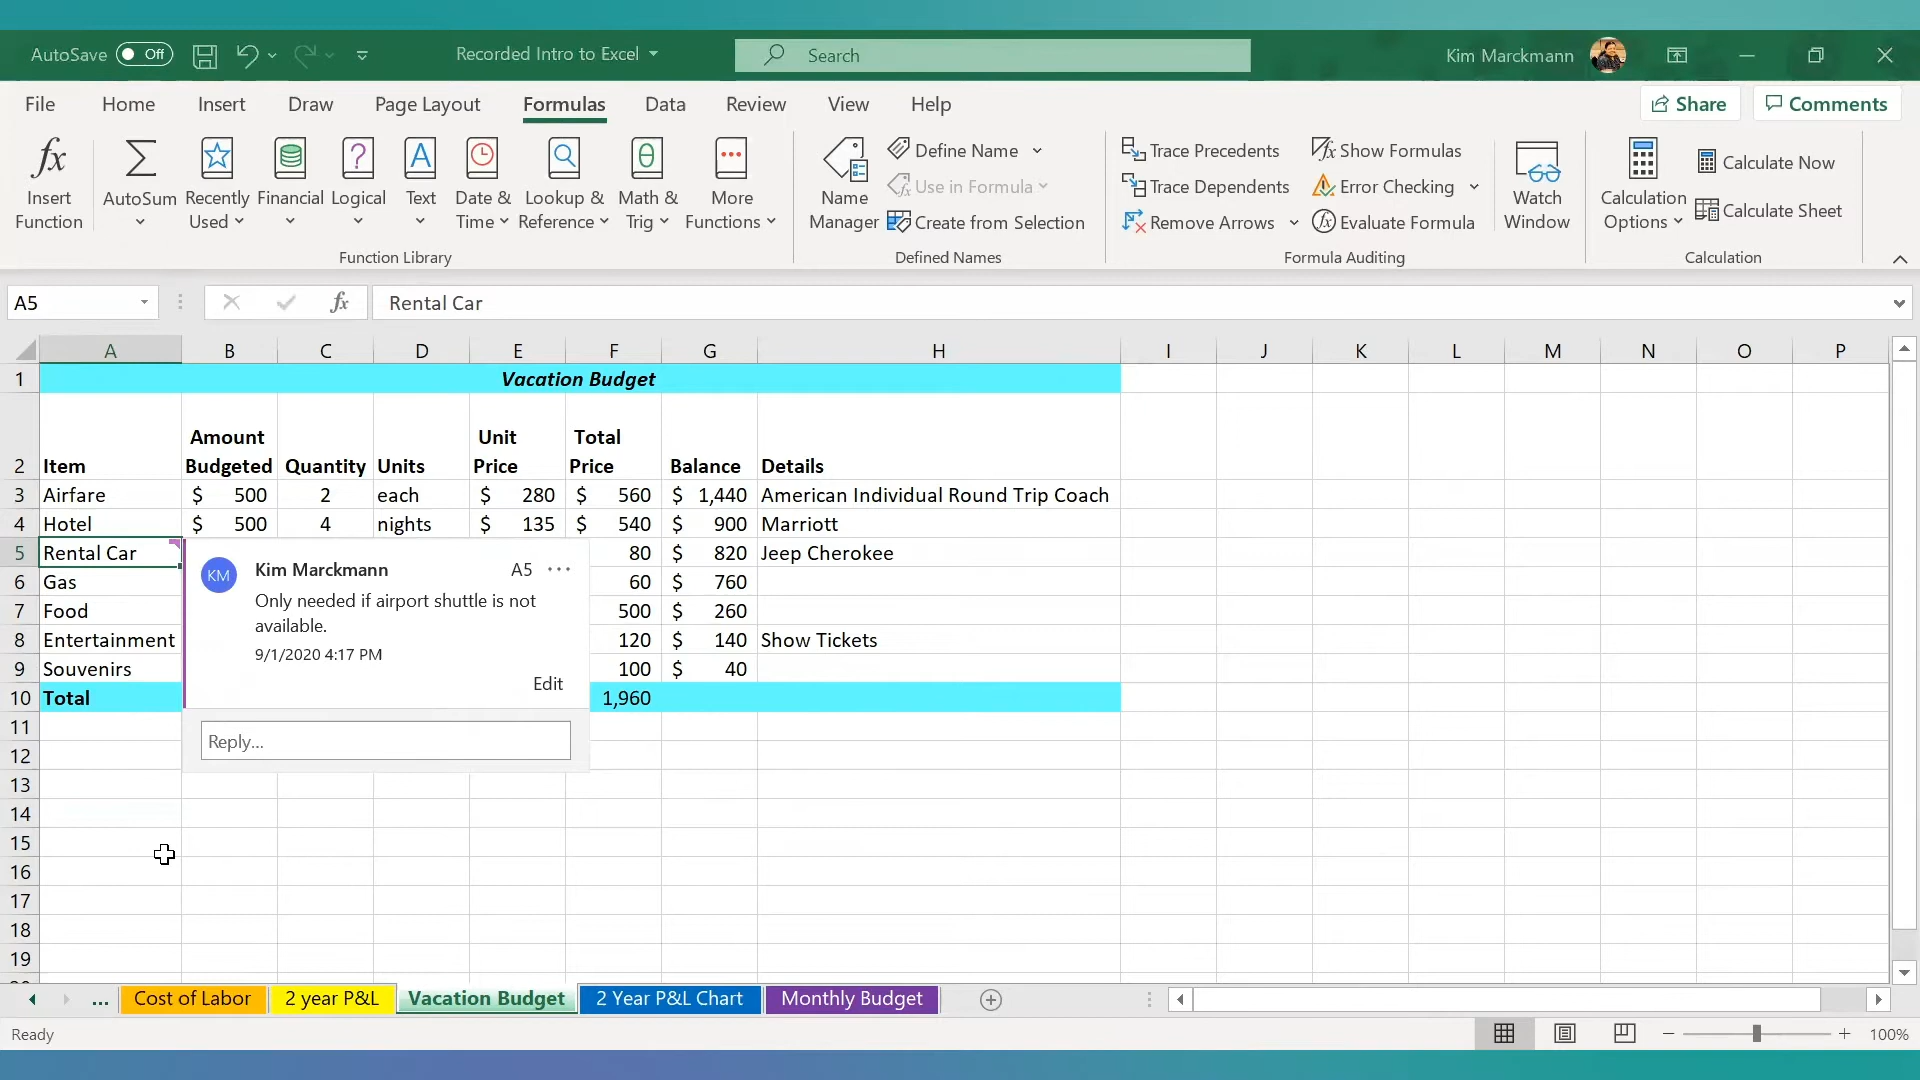 AutoSave Off Recorded Intro to Excel Search Kim Marckmann
File Home Insert Draw Page Layout Formulas Data Review View Help Share Comments
fx Insert Function
AutoSum
Recently Used
Financial
Logical
Text
Date & Time
Lookup & Reference
Math & Trig
More Functions
Function Library
Name Manager
Define Name
Use in Formula
Create from Selection
Defined Names
Trace Precedents
Trace Dependents
Remove Arrows
Show Formulas
Error Checking
Evaluate Formula
Formula Auditing
Watch Window
Calculation Options
Calculate Now
Calculate Sheet
Calculation
A5 fx Rental Car
A B C D E F G H I J K L M N O P
1 Vacation Budget
2 Item Amount Budgeted Quantity Units Unit Price Total Price Balance Details
3 Airfare $ 500 2 each $ 280 $ 560 $ 1,440 American Individual Round Trip Coach
4 Hotel $ 500 4 nights $ 135 $ 540 $ 900 Marriott
5 Rental Car 80 $ 820 Jeep Cherokee
6 Gas 60 $ 760
7 Food 500 $ 260
8 Entertainment 120 $ 140 Show Tickets
9 Souvenirs 100 $ 40
10 Total 1,960
KM Kim Marckmann A5
Only needed if airport shuttle is not
available.
9/1/2020 4:17 PM
Edit
Reply...
11
12
13
14
15
16
17
18
19
... Cost of Labor 2 year P&L Vacation Budget 2 Year P&L Chart Monthly Budget
Ready 100%